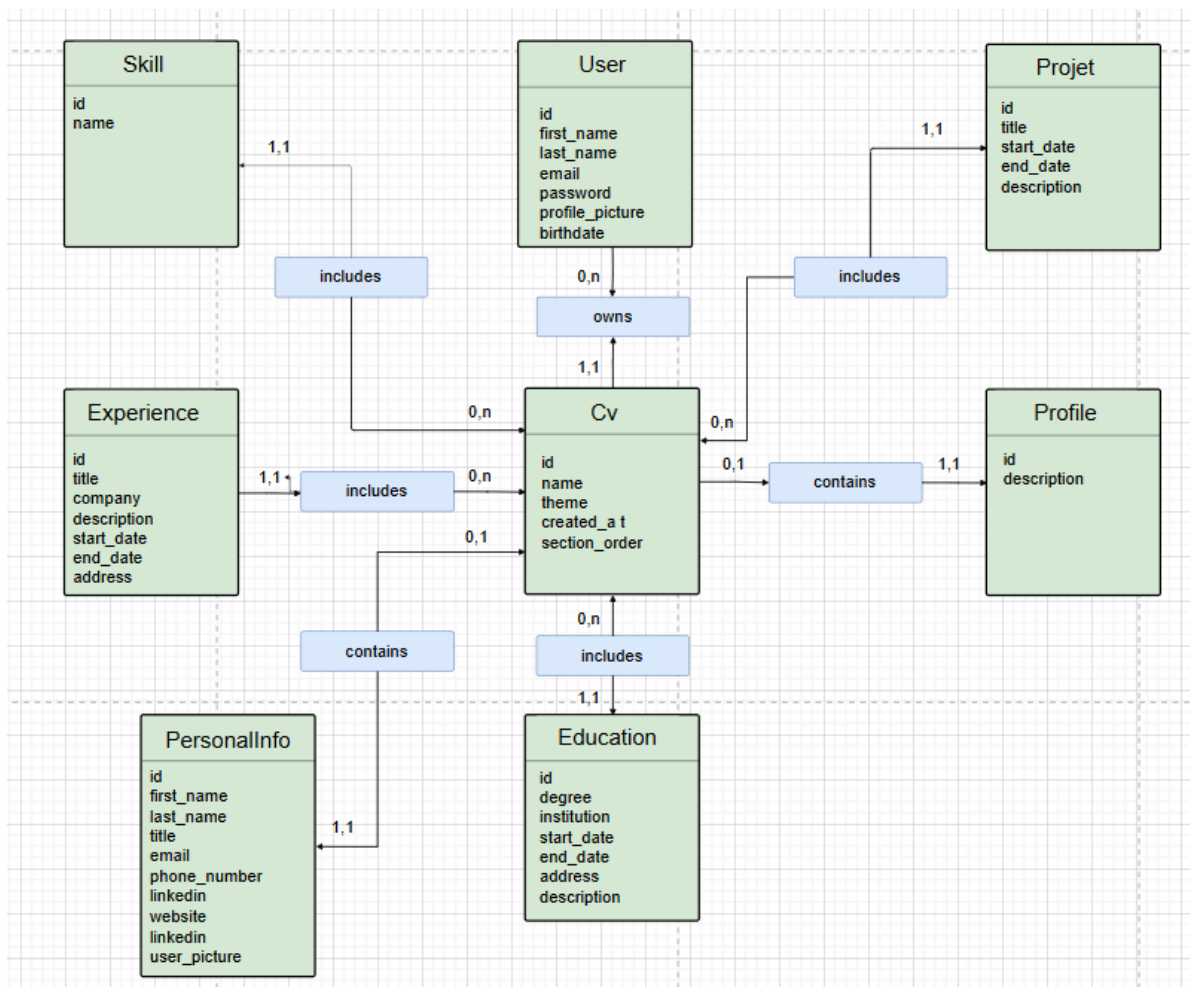 Skill
id
name
1,1
includes
0,n
User
id
first_name
last_name
email
password
profile_picture
birthdate
0,n
owns
1,1
Projet
id
title
start_date
end_date
description
1,1
includes
0,n
Experience
id
title
company
description
start_date
end_date
address
1,1
includes
0,n
Cv
id
name
theme
created_a t
section_order
0,1
contains
1,1
Profile
id
description
0,1
contains
1,1
0,n
includes
1,1
PersonalInfo
id
first_name
last_name
title
email
phone_number
linkedin
website
linkedin
user_picture
Education
id
degree
institution
start_date
end_date
address
description